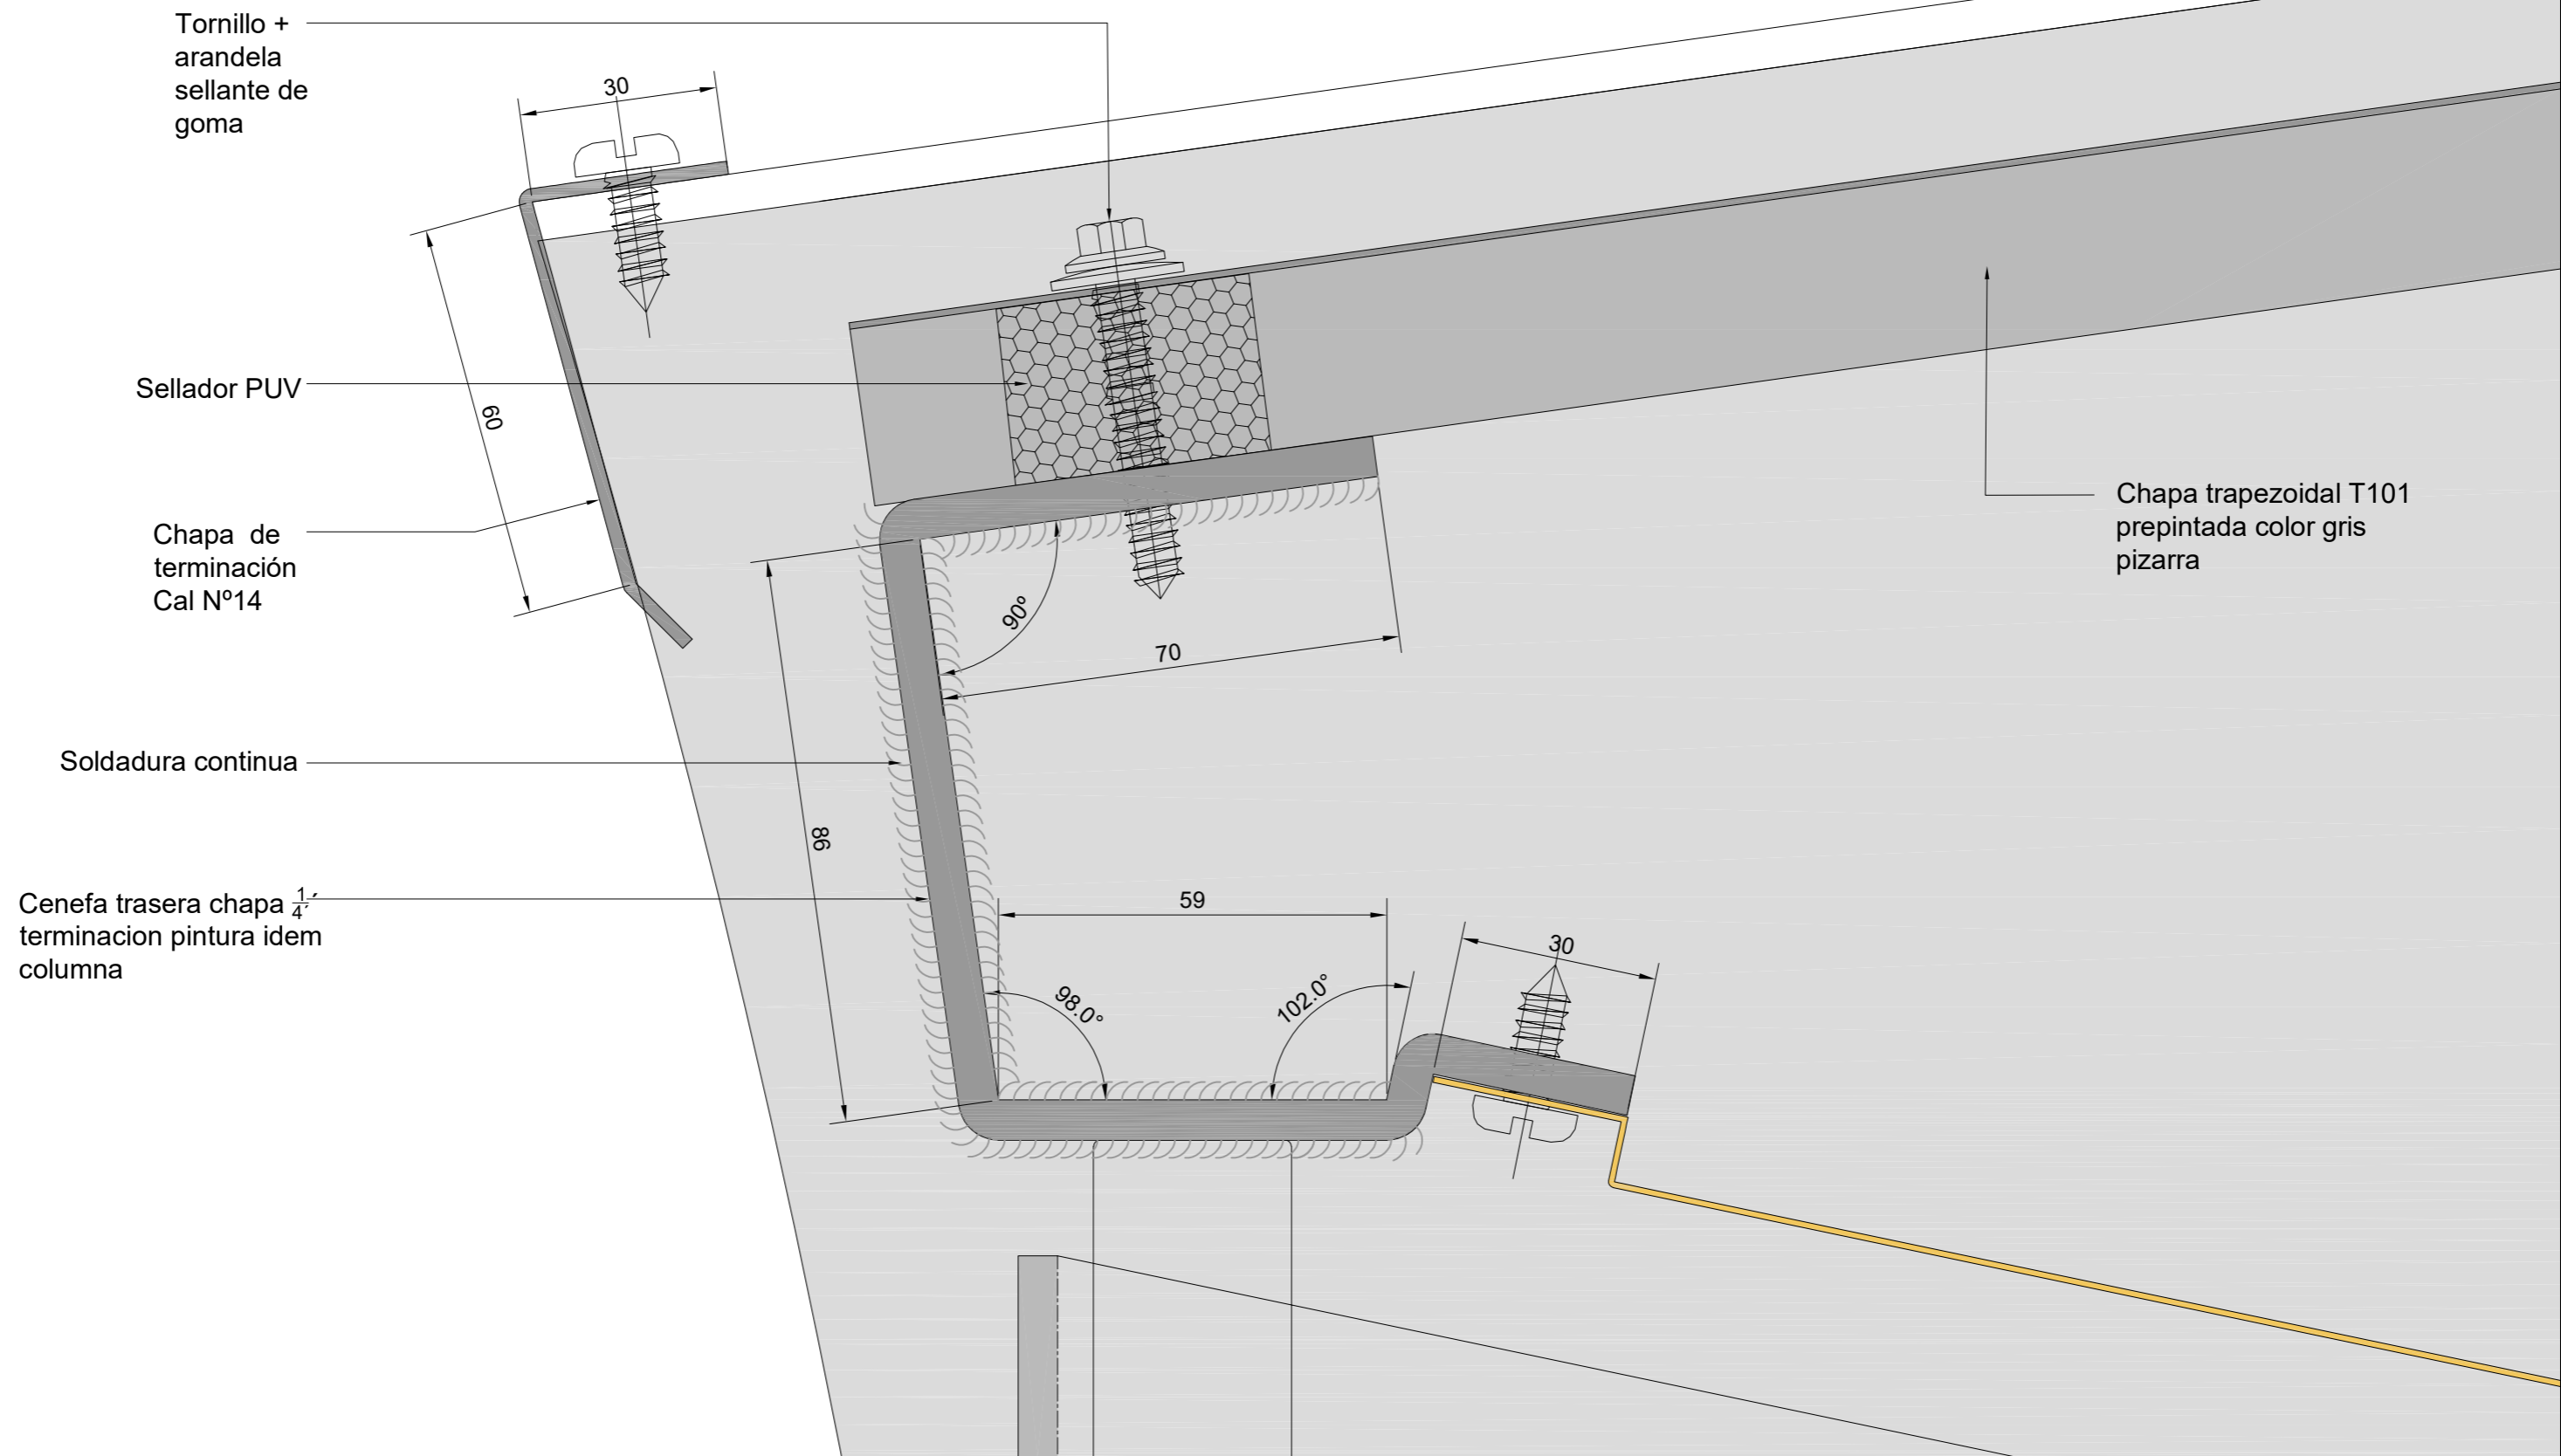 Tornillo +
arandela
sellante de
goma
30
Sellador PUV
60
Chapa de
terminación
Cal Nº14
Chapa trapezoidal T101
prepintada color gris
pizarra
90º
70
Soldadura continua
86
Cenefa trasera chapa 1/4´´
terminacion pintura idem
columna
59
30
98.0°
102.0°